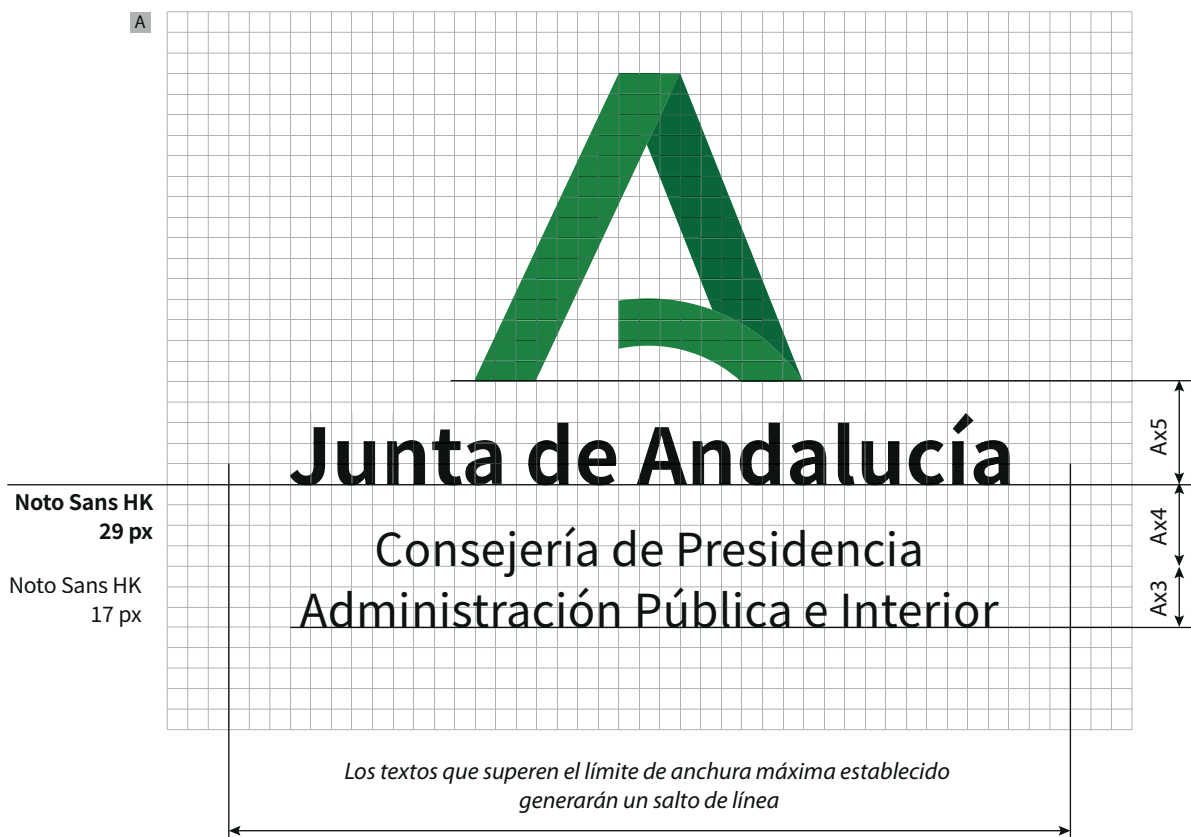 A
Junta de Andalucía
Ax5
Noto Sans HK
29 px
Consejería de Presidencia
Ax4
Noto Sans HK
17 px
Administración Pública e Interior
Ax3
Los textos que superen el límite de anchura máxima establecido
generarán un salto de línea